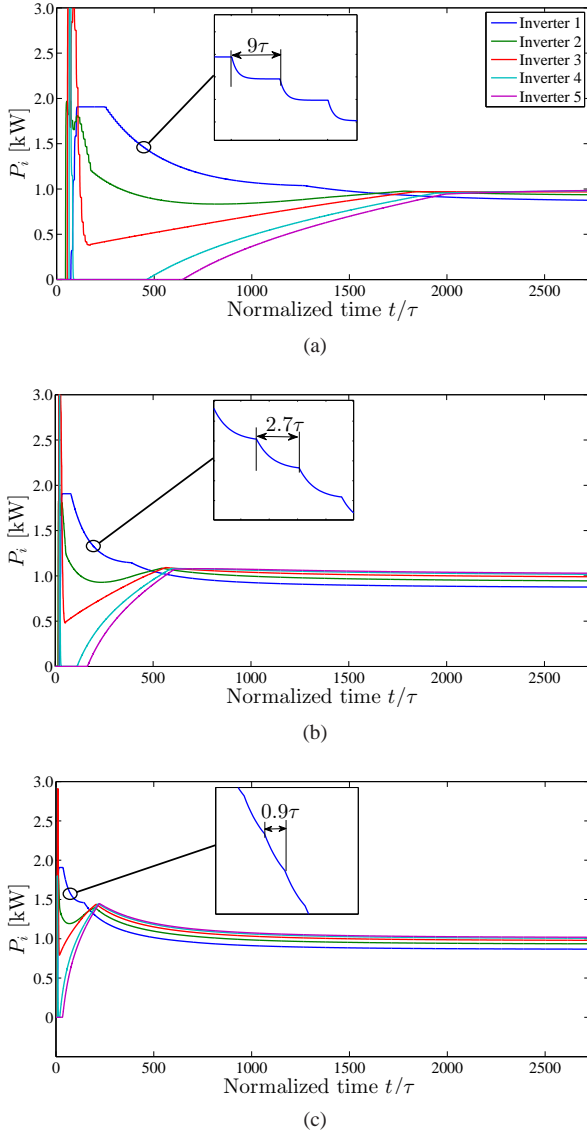 3.0
2.5
2.0
1.5
1.0
0.5
0
P_i [kW]
9τ
Inverter 1
Inverter 2
Inverter 3
Inverter 4
Inverter 5
0 500 1000 1500 2000 2500
Normalized time t/τ
(a)
3.0
2.5
2.0
1.5
1.0
0.5
0
P_i [kW]
2.7τ
0 500 1000 1500 2000 2500
Normalized time t/τ
(b)
3.0
2.5
2.0
1.5
1.0
0.5
0
P_i [kW]
0.9τ
0 500 1000 1500 2000 2500
Normalized time t/τ
(c)